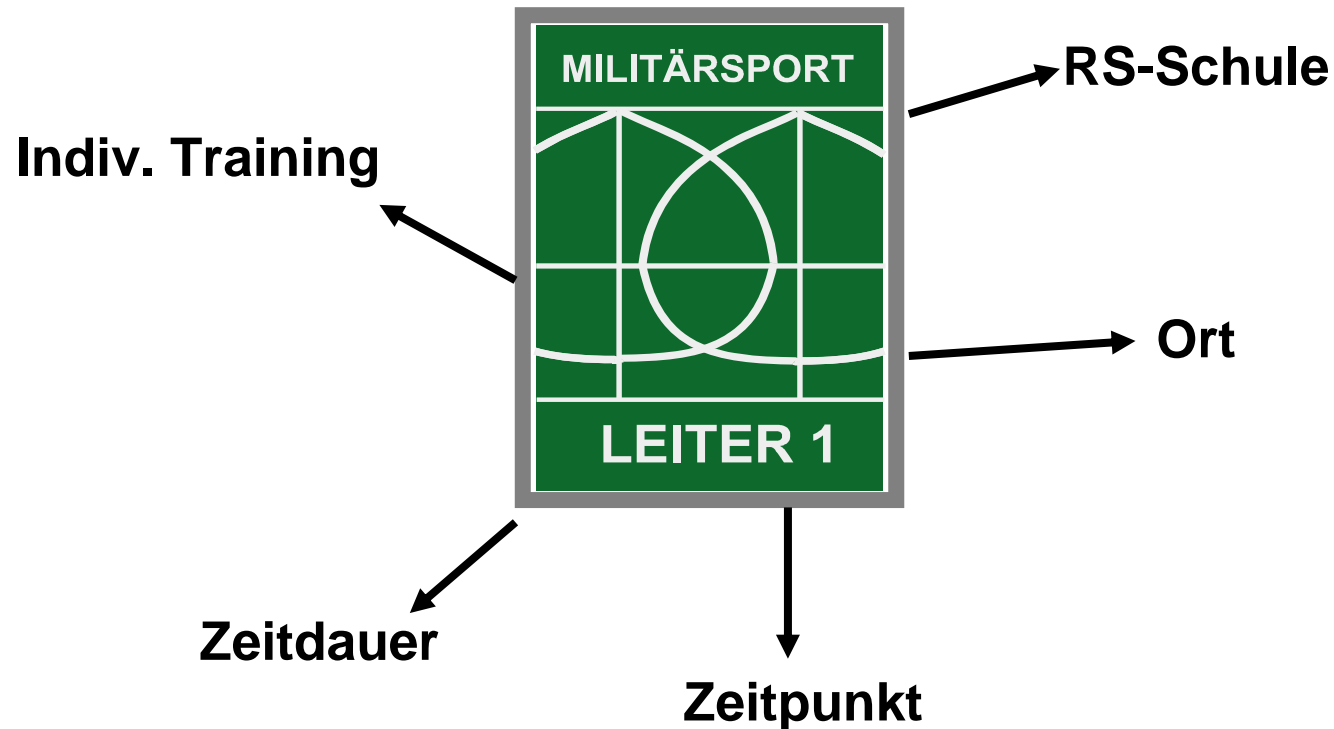 MILITÄRSPORT
RS-Schule
Indiv. Training
Ort
LEITER 1
Zeitdauer
Zeitpunkt